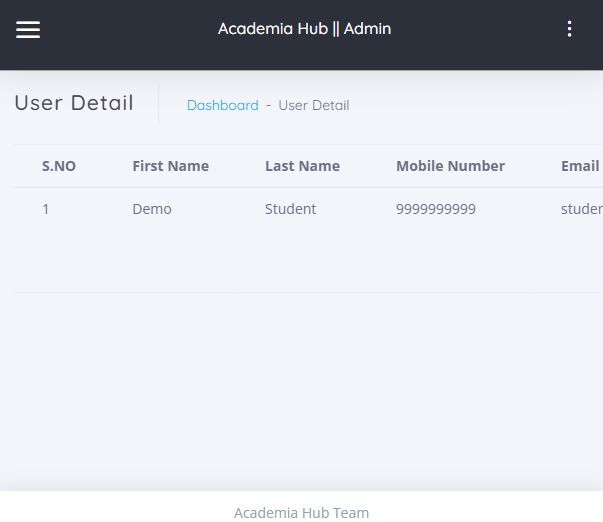 Academia Hub || Admin
User Detail
Dashboard - User Detail
S.NO First Name Last Name Mobile Number Email
1 Demo Student 9999999999
Academia Hub Team